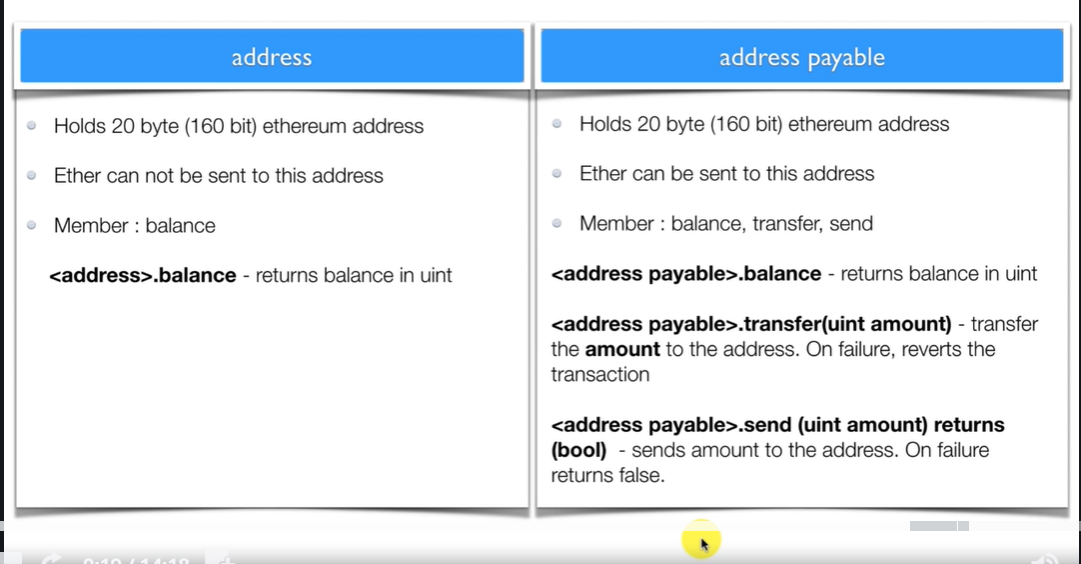 address
Holds 20 byte (160 bit) ethereum address
Ether can not be sent to this address
Member : balance
<address>.balance - returns balance in uint
address payable
Holds 20 byte (160 bit) ethereum address
Ether can be sent to this address
Member : balance, transfer, send
<address payable>.balance - returns balance in uint
<address payable>.transfer(uint amount) - transfer
the amount to the address. On failure, reverts the
transaction
<address payable>.send (uint amount) returns
(bool) - sends amount to the address. On failure
returns false.